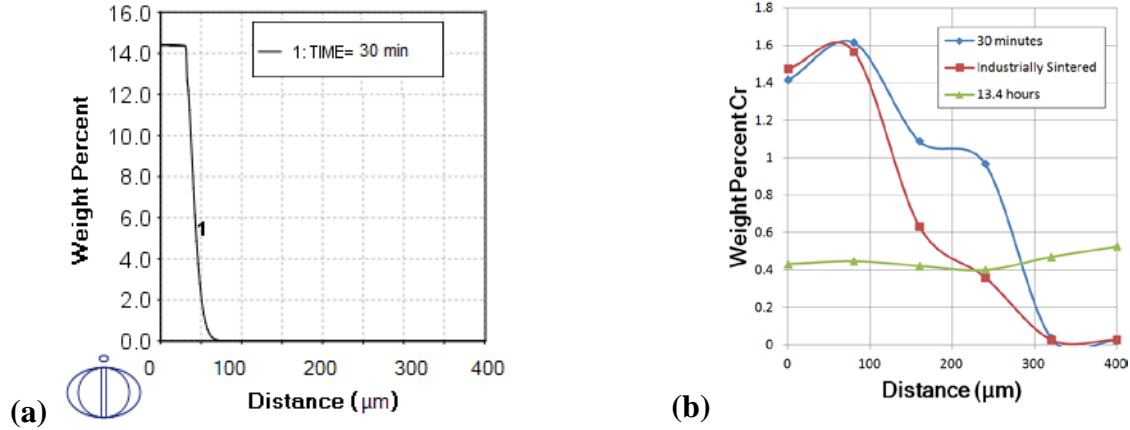 16.0
14.0
12.0
10.0
8.0
6.0
4.0
2.0
0.0
Weight Percent
1: TIME= 30 min
1
0 100 200 300 400
Distance (µm)
(a)
1.8
1.6
1.4
1.2
1
0.8
0.6
0.4
0.2
0
Weight Percent Cr
30 minutes
Industrially Sintered
13.4 hours
0 100 200 300 400
Distance (µm)
(b)